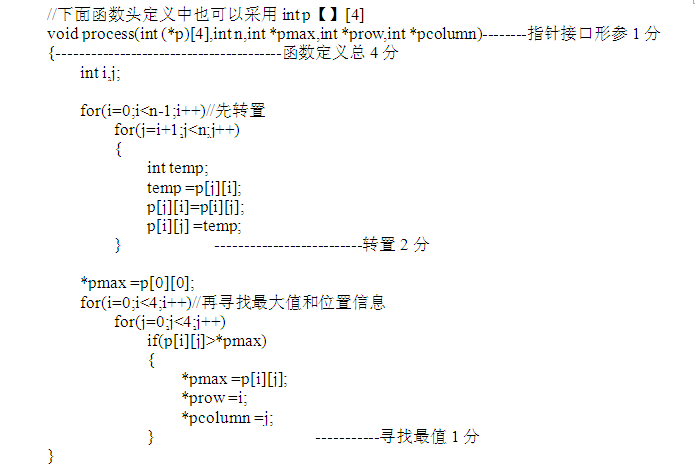 //下面函数头定义中也可以采用 int p【】[4]
void process(int (*p)[4],int n,int *pmax,int *prow,int *pcolumn)--------指针接口形参 1 分
{--------------------------------------函数定义总 4 分
int i,j;
for(i=0;i<n-1;i++)//先转置
for(j=i+1;j<n;j++)
{
int temp;
temp =p[j][i];
p[j][i]=p[i][j];
p[i][j] =temp;
} -------------------------转置 2 分
*pmax =p[0][0];
for(i=0;i<4;i++)//再寻找最大值和位置信息
for(j=0;j<4;j++)
if(p[i][j]>*pmax)
{
*pmax =p[i][j];
*prow =i;
*pcolumn =j;
} -----------寻找最值 1 分
}